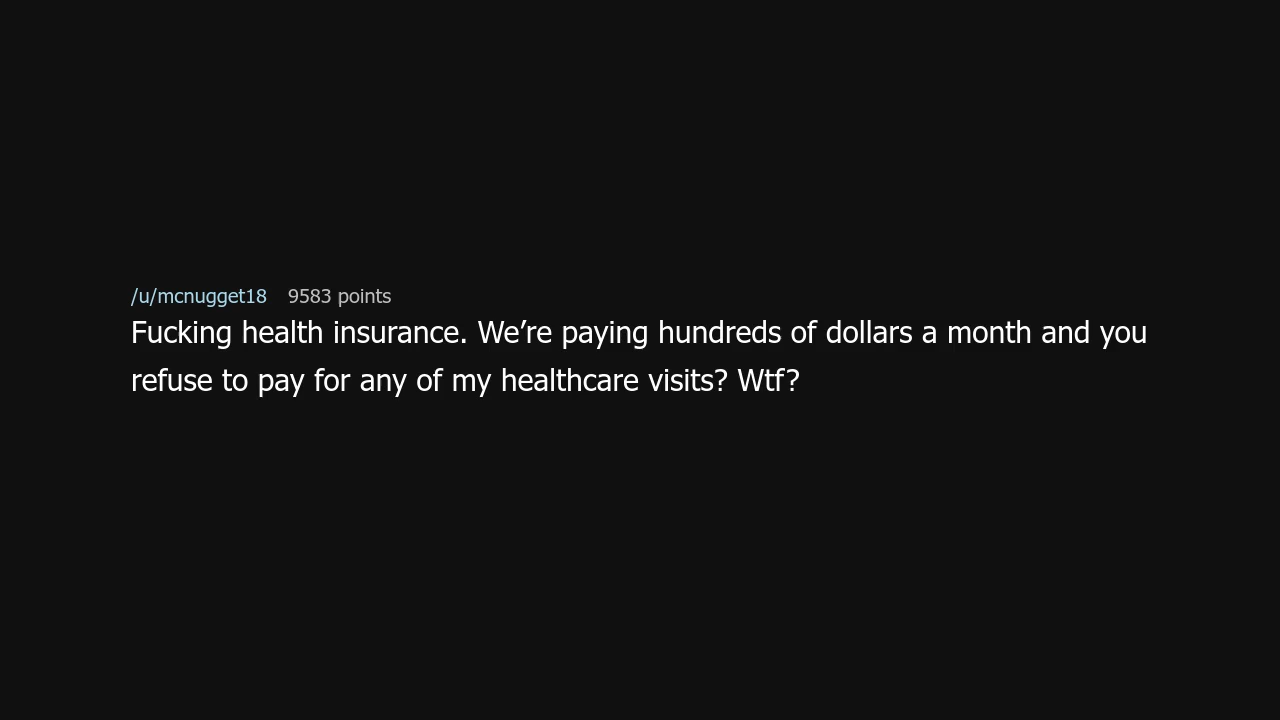 /u/mcnugget18 9583 points
Fucking health insurance. We’re paying hundreds of dollars a month and you
refuse to pay for any of my healthcare visits? Wtf?